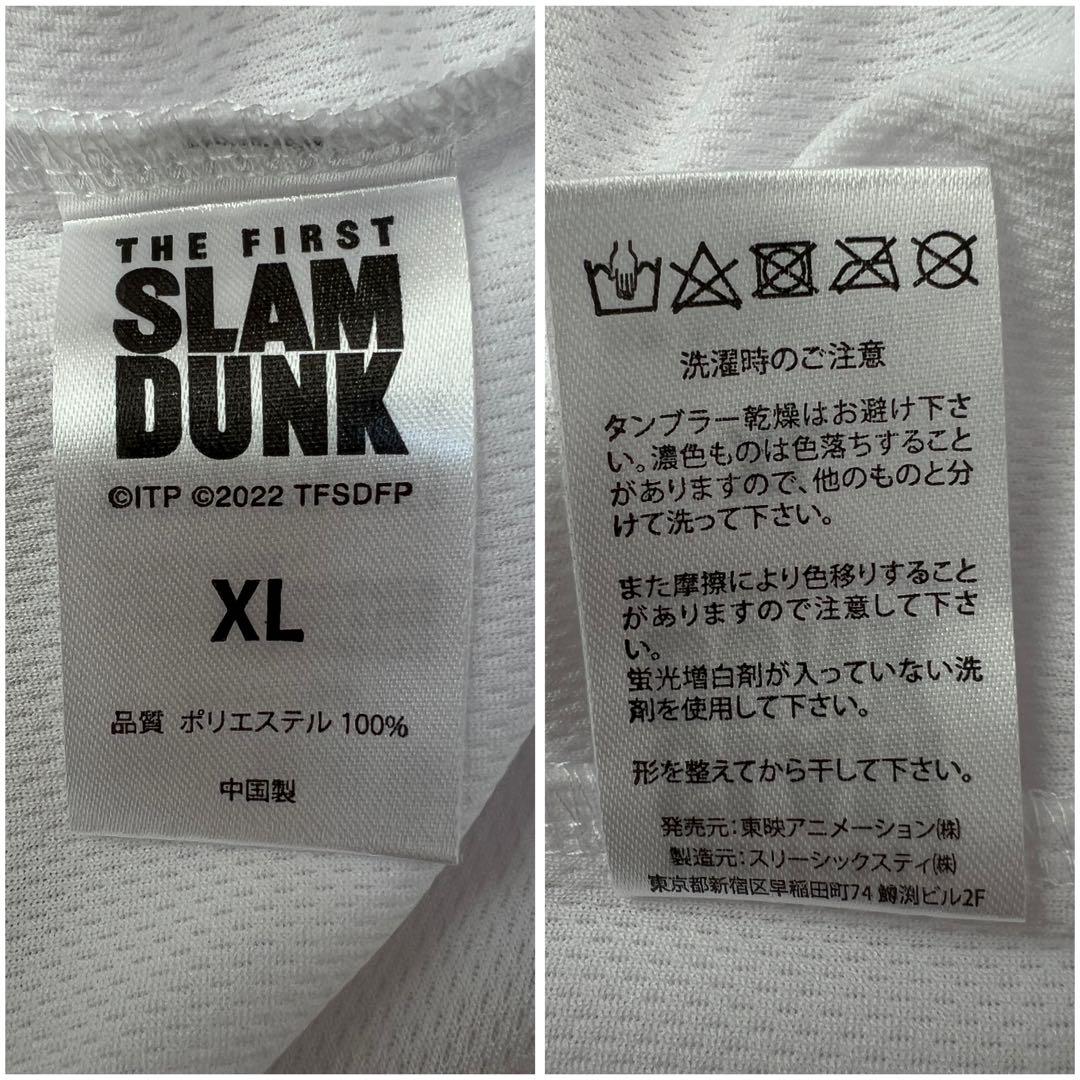 THE FIRST
SLAM
DUNK
©ITP ©2022 TFSDFP
XL
品質 ポリエステル 100%
中国製
洗濯時のご注意
タンブラー乾燥はお避け下さ
い。濃色ものは色落ちすること
がありますので、他のものと分
けて洗って下さい。
また摩擦により色移りすること
がありますので注意して下さ
い。
蛍光増白剤が入っていない洗
剤を使用して下さい。
形を整えてから干して下さい。
発売元：東映アニメーション㈱
製造元：スリーシックスティ㈱
東京都新宿区早稲田町74 鱒渕ビル2F